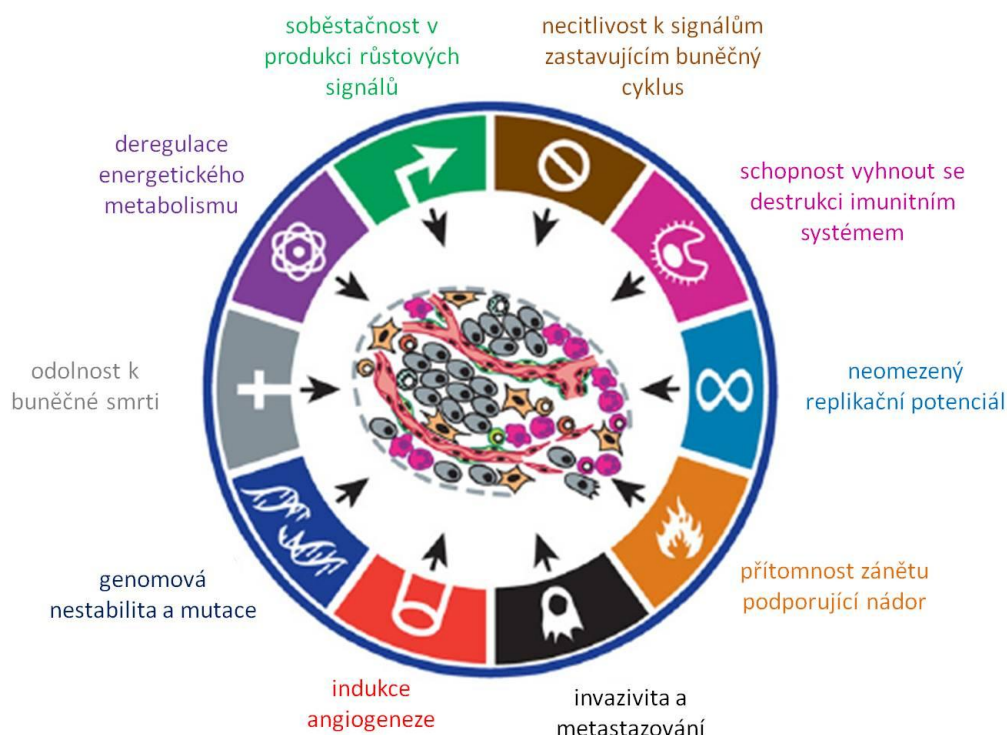 soběstačnost v
produkci růstových
signálů
necitlivost k signálům
zastavujícím buněčný
cyklus
deregulace
energetického
metabolismu
schopnost vyhnout se
destrukci imunitním
systémem
odolnost k
buněčné smrti
neomezený
replikační potenciál
genomová
nestabilita a mutace
přítomnost zánětu
podporující nádor
indukce
angiogeneze
invazivita a
metastazování